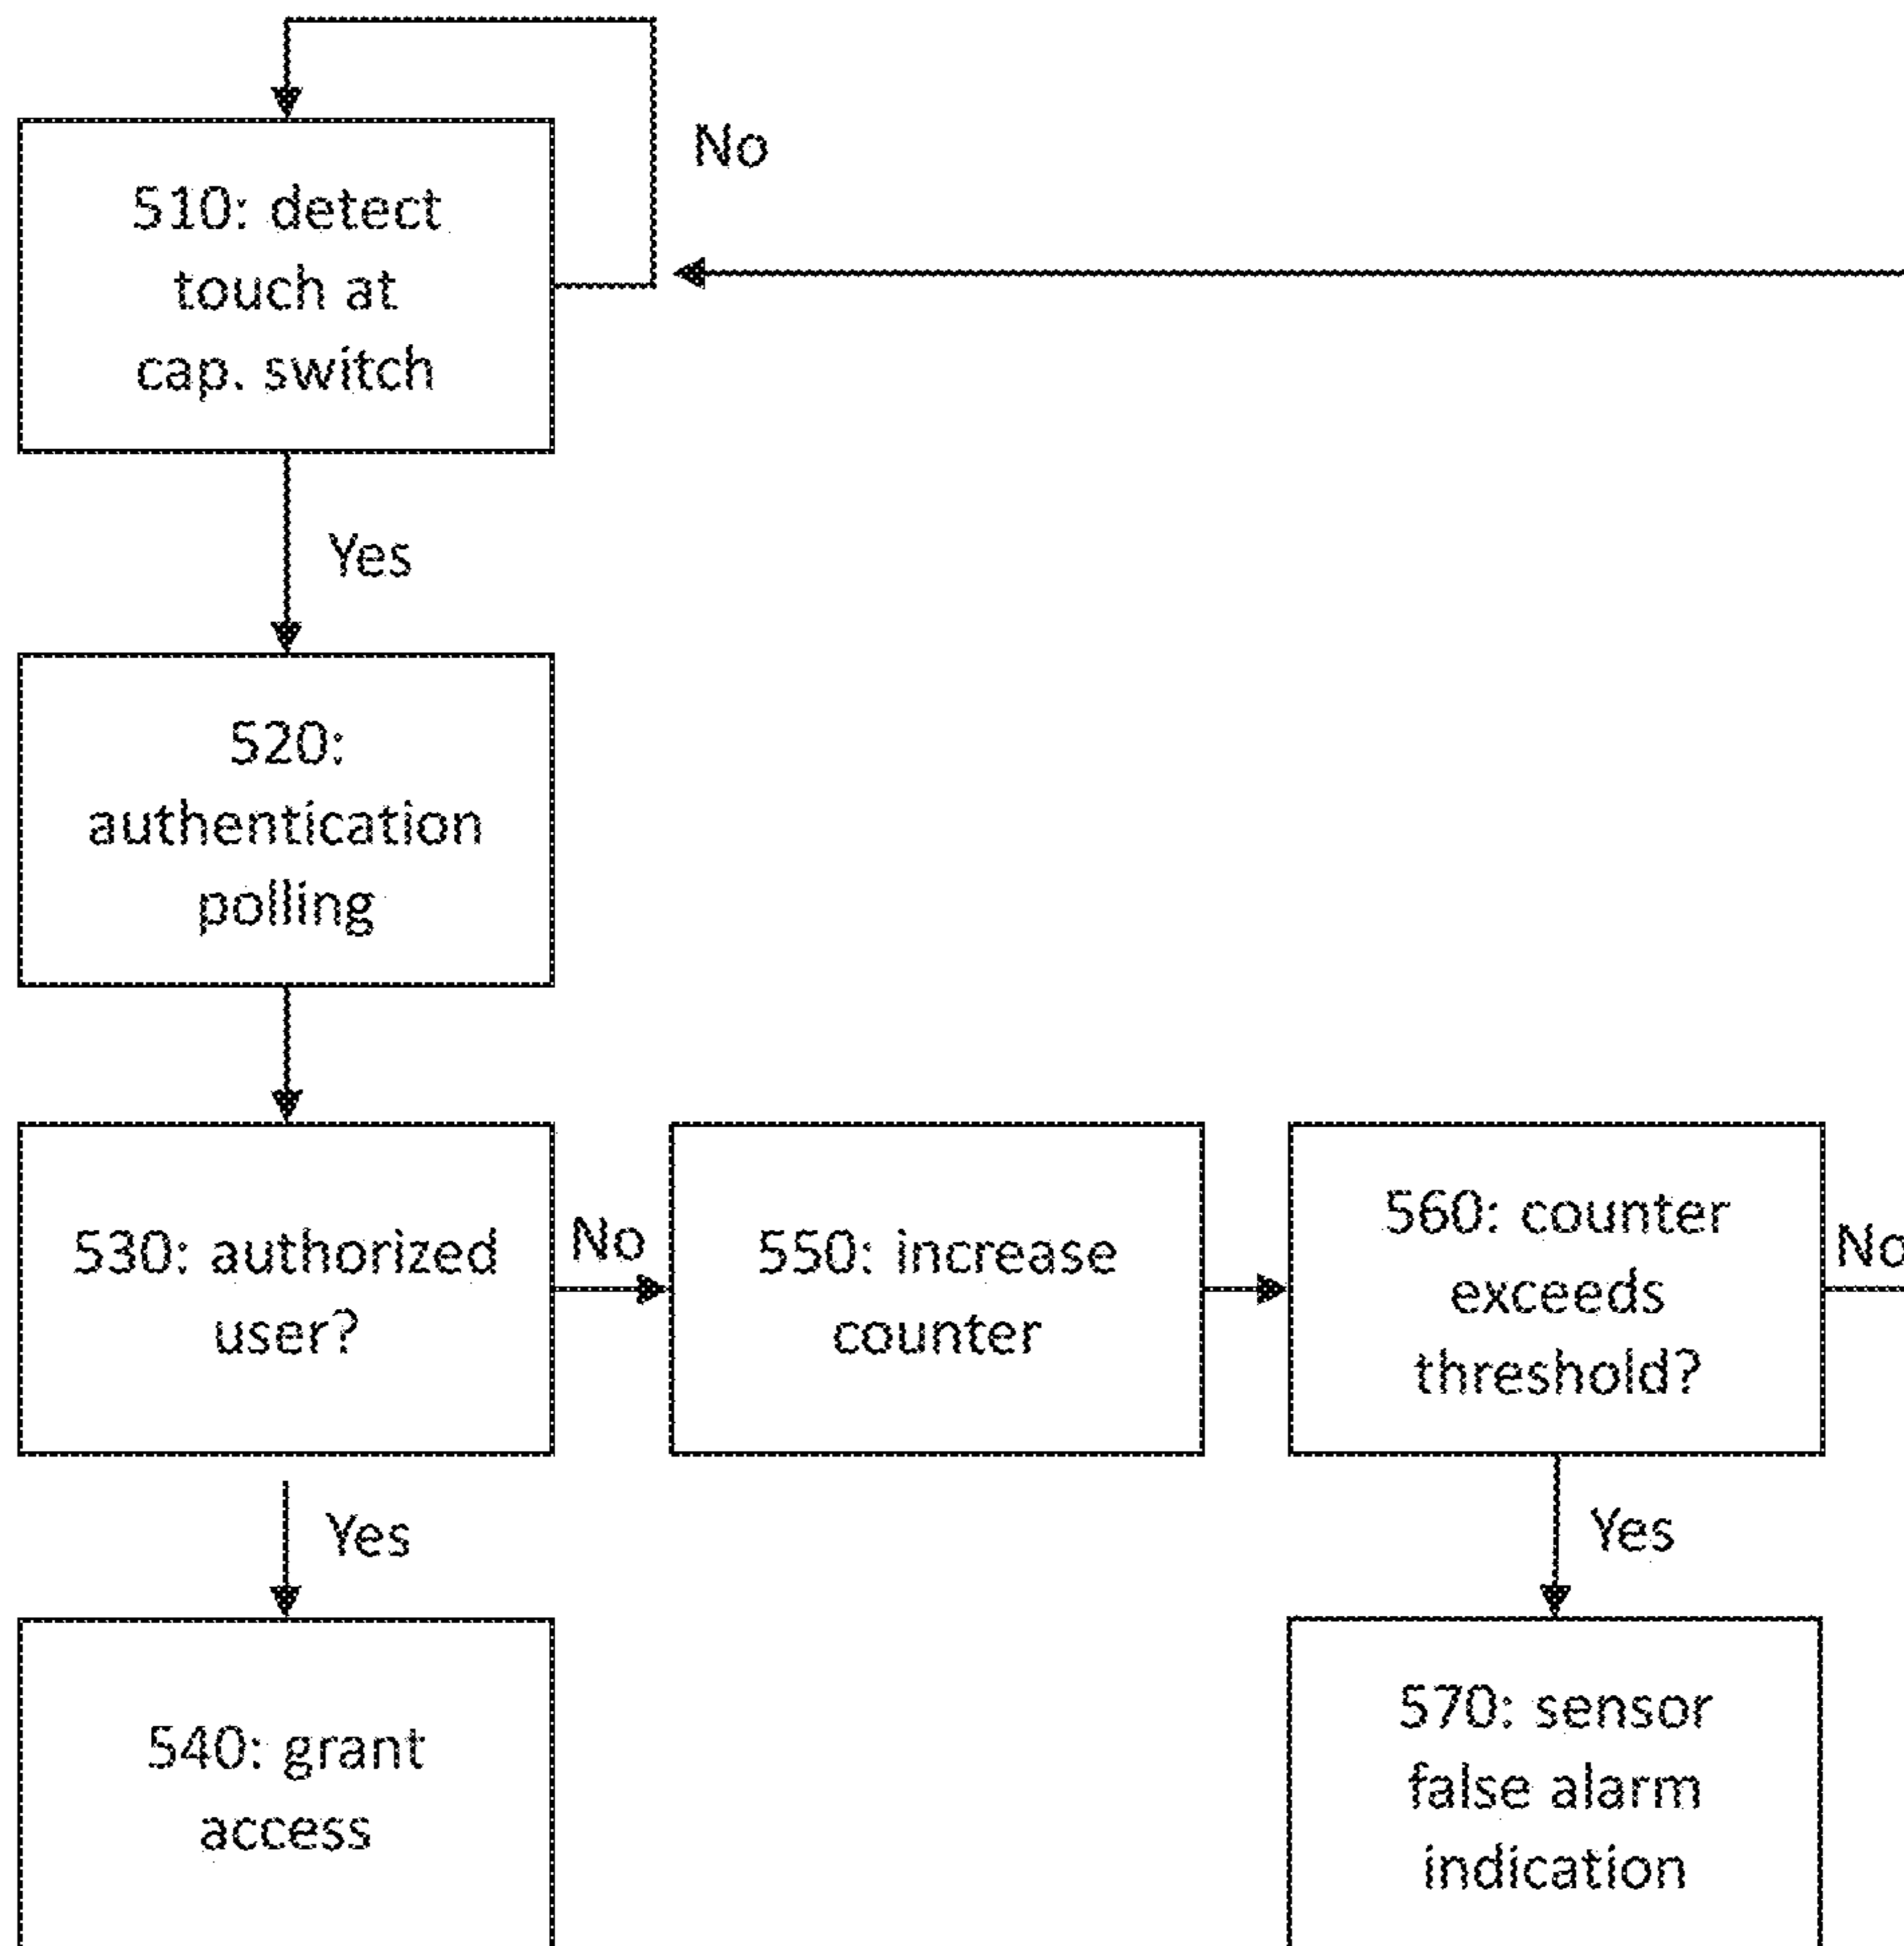 No
510: detect
touch at
cap. switch
Yes
520:
authentication
polling
530: authorized
user?
No
550: increase
counter
560: counter
exceeds
threshold?
No
Yes
Yes
540: grant
access
570: sensor
false alarm
indication